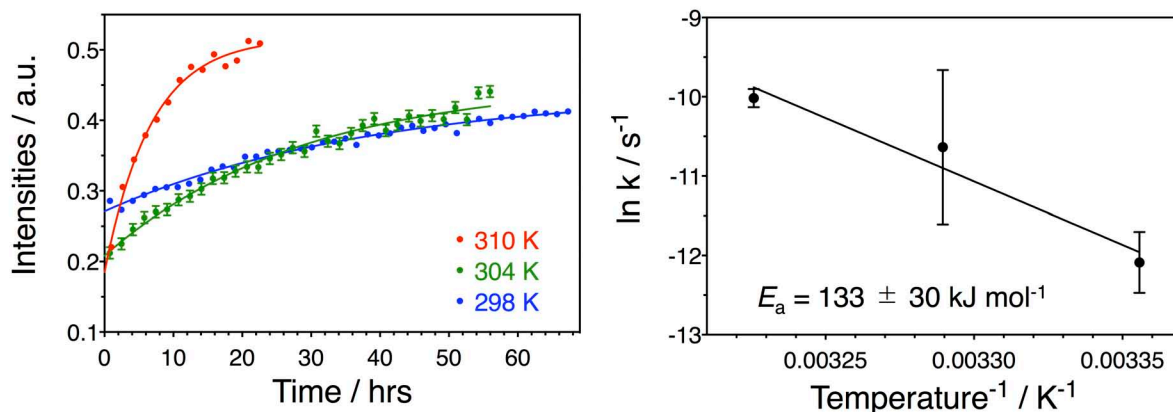 Intensities / a.u.
0.5
0.4
0.3
0.2
0.1
310 K
304 K
298 K
0 10 20 30 40 50 60
Time / hrs
ln k / s⁻¹
-9
-10
-11
-12
-13
Eₐ = 133 ± 30 kJ mol⁻¹
0.00325 0.00330 0.00335
Temperature⁻¹ / K⁻¹